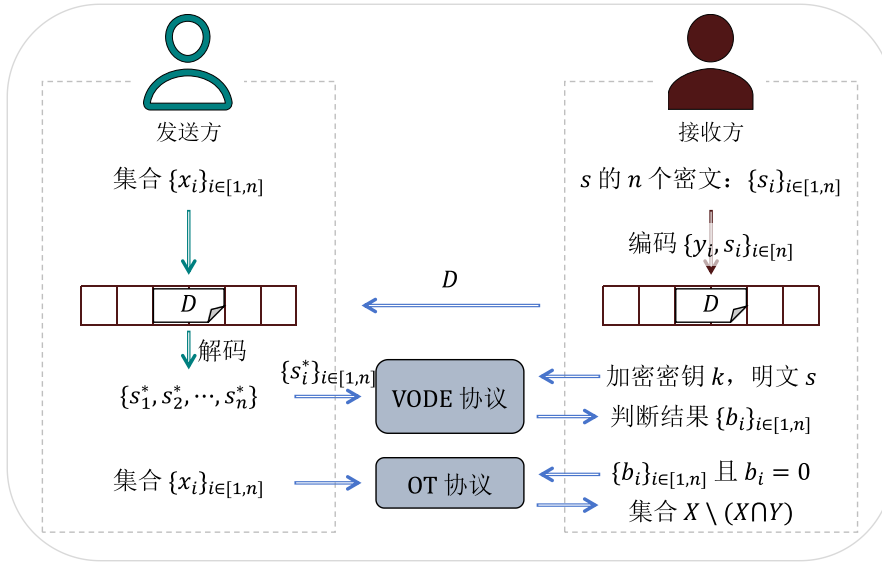 发送方
接收方
集合 {x_i}_{i∈[1,n]}
s 的 n 个密文：{s_i}_{i∈[1,n]}
编码 {y_i, s_i}_{i∈[n]}
D
D
D
解码
{s_1^*, s_2^*, ⋯, s_n^*}
{s_i^*}_{i∈[1,n]}
VODE 协议
加密密钥 k，明文 s
判断结果 {b_i}_{i∈[1,n]}
集合 {x_i}_{i∈[1,n]}
OT 协议
{b_i}_{i∈[1,n]} 且 b_i = 0
集合 X \ (X∩Y)